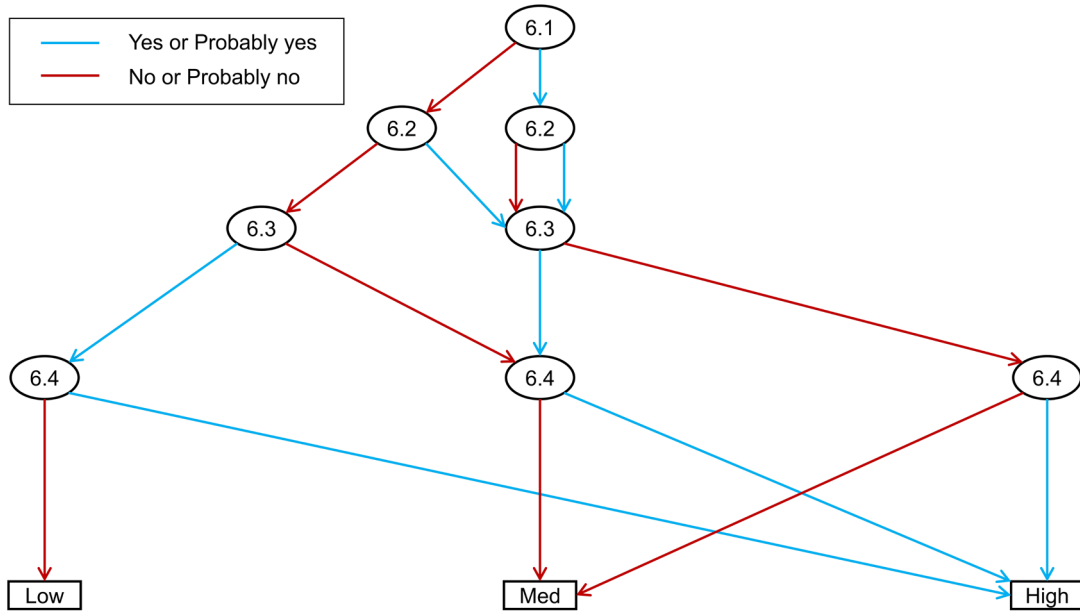 6.1
Yes or Probably yes
No or Probably no
6.2
6.2
6.3
6.3
6.4
6.4
6.4
Low
Med
High